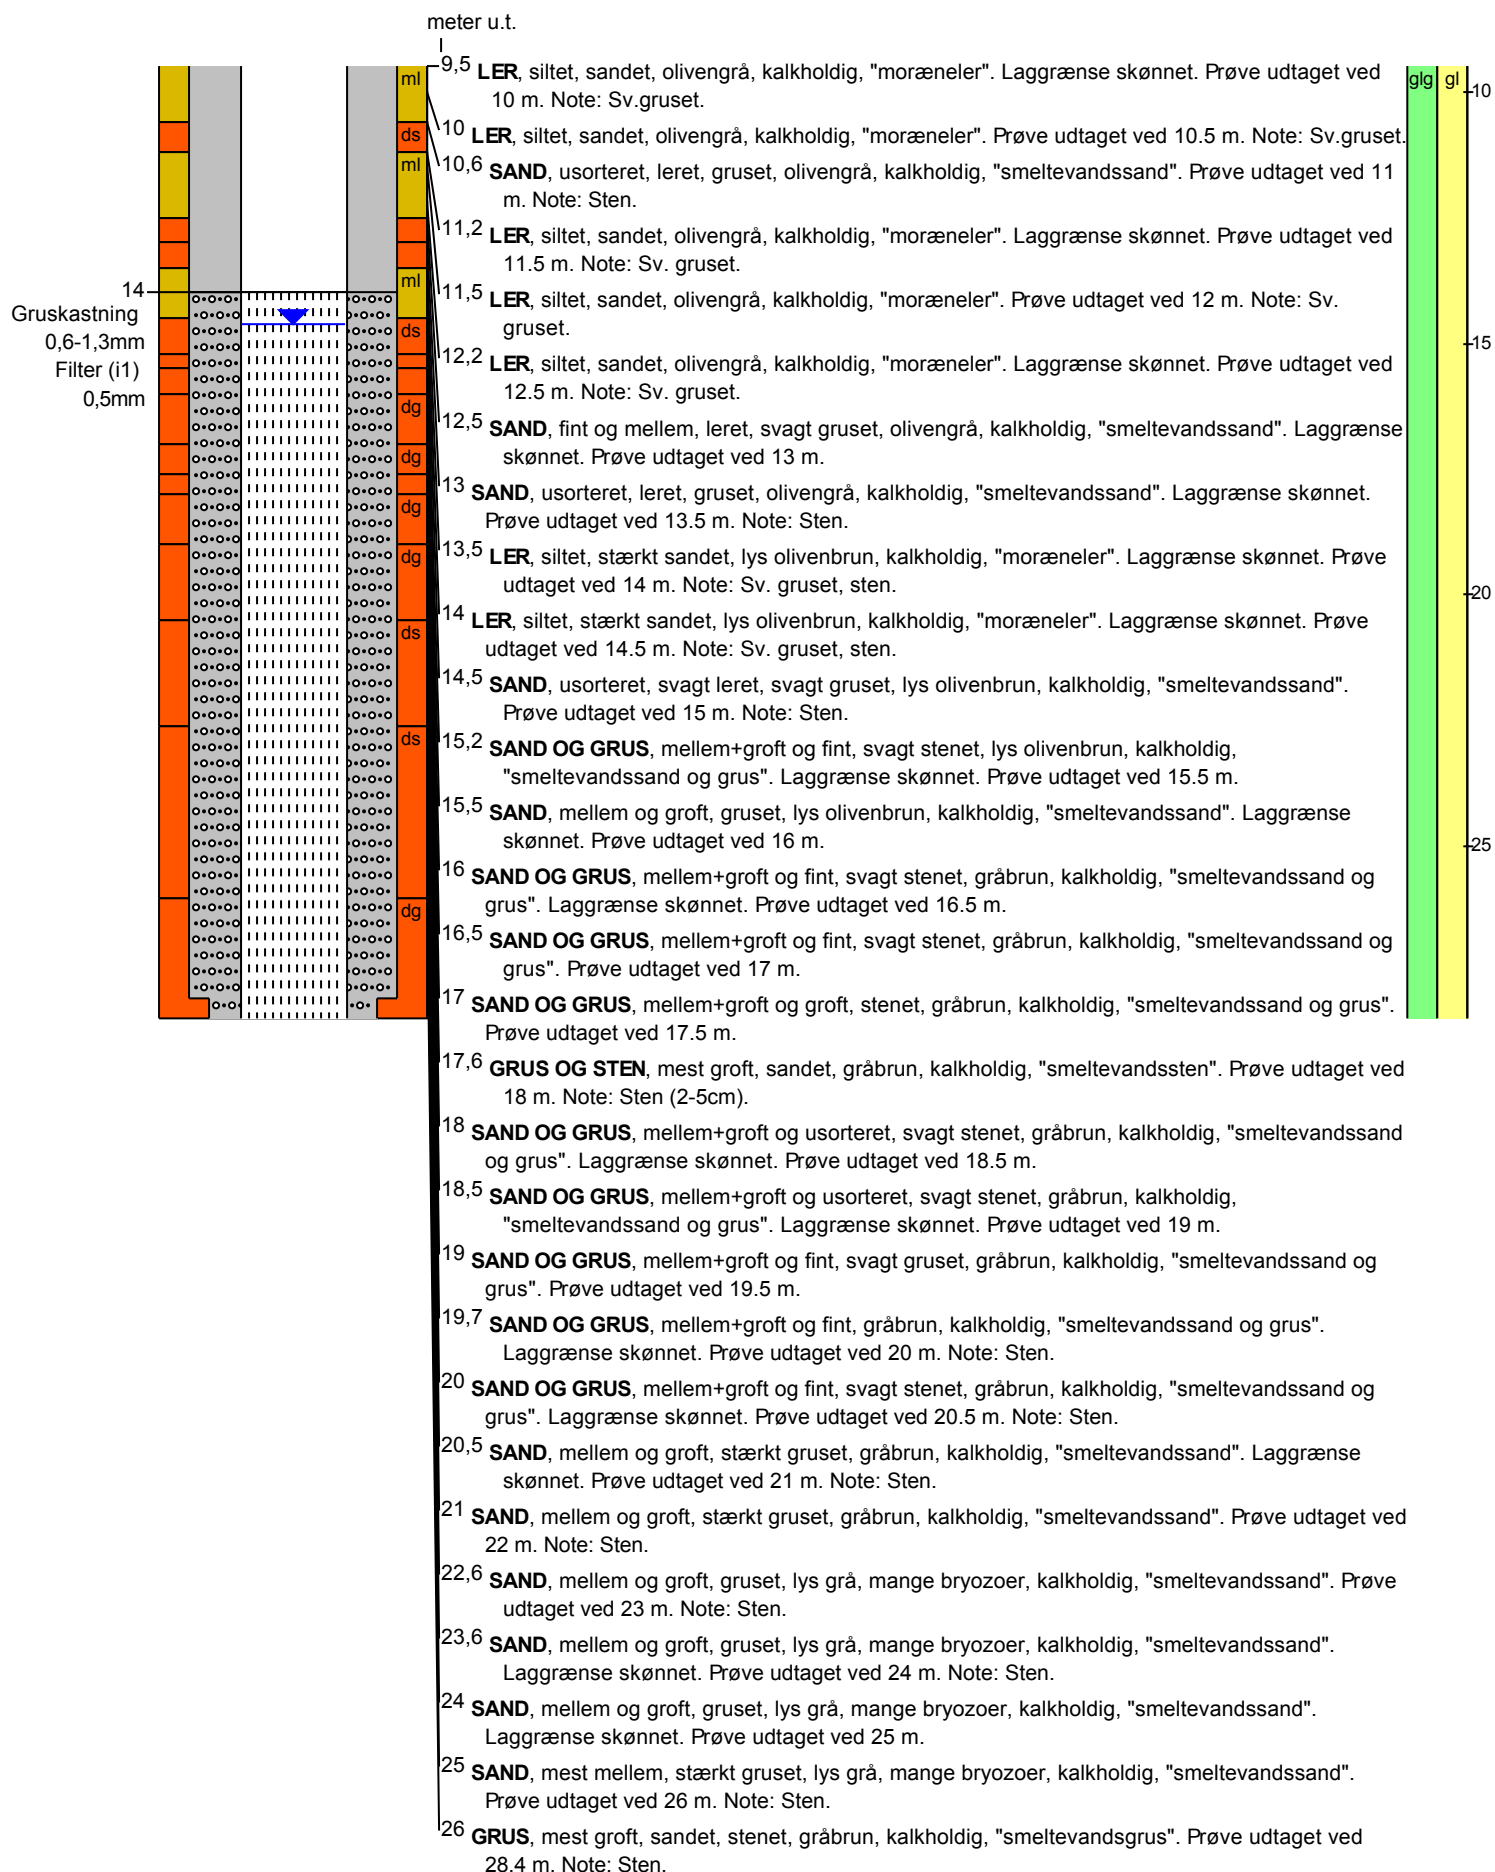 meter u.t.
9,5 LER, siltet, sandet, olivengrå, kalkholdig, "moræneler". Laggrænse skønnet. Prøve udtaget ved
10 m. Note: Sv.gruset.
10 LER, siltet, sandet, olivengrå, kalkholdig, "moræneler". Prøve udtaget ved 10.5 m. Note: Sv.gruset.
10,6 SAND, usorteret, leret, gruset, olivengrå, kalkholdig, "smeltevandssand". Prøve udtaget ved 11
m. Note: Sten.
11,2 LER, siltet, sandet, olivengrå, kalkholdig, "moræneler". Laggrænse skønnet. Prøve udtaget ved
11.5 m. Note: Sv. gruset.
11,5 LER, siltet, sandet, olivengrå, kalkholdig, "moræneler". Prøve udtaget ved 12 m. Note: Sv.
gruset.
12,2 LER, siltet, sandet, olivengrå, kalkholdig, "moræneler". Laggrænse skønnet. Prøve udtaget ved
12.5 m. Note: Sv. gruset.
12,5 SAND, fint og mellem, leret, svagt gruset, olivengrå, kalkholdig, "smeltevandssand". Laggrænse
skønnet. Prøve udtaget ved 13 m.
13 SAND, usorteret, leret, gruset, olivengrå, kalkholdig, "smeltevandssand". Laggrænse skønnet.
Prøve udtaget ved 13.5 m. Note: Sten.
13,5 LER, siltet, stærkt sandet, lys olivenbrun, kalkholdig, "moræneler". Laggrænse skønnet. Prøve
udtaget ved 14 m. Note: Sv. gruset, sten.
14 LER, siltet, stærkt sandet, lys olivenbrun, kalkholdig, "moræneler". Laggrænse skønnet. Prøve
udtaget ved 14.5 m. Note: Sv. gruset, sten.
14,5 SAND, usorteret, svagt leret, svagt gruset, lys olivenbrun, kalkholdig, "smeltevandssand".
Prøve udtaget ved 15 m. Note: Sten.
15,2 SAND OG GRUS, mellem+groft og fint, svagt stenet, lys olivenbrun, kalkholdig,
"smeltevandssand og grus". Laggrænse skønnet. Prøve udtaget ved 15.5 m.
15,5 SAND, mellem og groft, gruset, lys olivenbrun, kalkholdig, "smeltevandssand". Laggrænse
skønnet. Prøve udtaget ved 16 m.
16 SAND OG GRUS, mellem+groft og fint, svagt stenet, gråbrun, kalkholdig, "smeltevandssand og
grus". Laggrænse skønnet. Prøve udtaget ved 16.5 m.
16,5 SAND OG GRUS, mellem+groft og fint, svagt stenet, gråbrun, kalkholdig, "smeltevandssand og
grus". Prøve udtaget ved 17 m.
17 SAND OG GRUS, mellem+groft og groft, stenet, gråbrun, kalkholdig, "smeltevandssand og grus".
Prøve udtaget ved 17.5 m.
17,6 GRUS OG STEN, mest groft, sandet, gråbrun, kalkholdig, "smeltevandssten". Prøve udtaget ved
18 m. Note: Sten (2-5cm).
18 SAND OG GRUS, mellem+groft og usorteret, svagt stenet, gråbrun, kalkholdig, "smeltevandssand
og grus". Laggrænse skønnet. Prøve udtaget ved 18.5 m.
18,5 SAND OG GRUS, mellem+groft og usorteret, svagt stenet, gråbrun, kalkholdig,
"smeltevandssand og grus". Laggrænse skønnet. Prøve udtaget ved 19 m.
19 SAND OG GRUS, mellem+groft og fint, svagt gruset, gråbrun, kalkholdig, "smeltevandssand og
grus". Prøve udtaget ved 19.5 m.
19,7 SAND OG GRUS, mellem+groft og fint, gråbrun, kalkholdig, "smeltevandssand og grus".
Laggrænse skønnet. Prøve udtaget ved 20 m. Note: Sten.
20 SAND OG GRUS, mellem+groft og fint, svagt stenet, gråbrun, kalkholdig, "smeltevandssand og
grus". Laggrænse skønnet. Prøve udtaget ved 20.5 m. Note: Sten.
20,5 SAND, mellem og groft, stærkt gruset, gråbrun, kalkholdig, "smeltevandssand". Laggrænse
skønnet. Prøve udtaget ved 21 m. Note: Sten.
21 SAND, mellem og groft, stærkt gruset, gråbrun, kalkholdig, "smeltevandssand". Prøve udtaget ved
22 m. Note: Sten.
22,6 SAND, mellem og groft, gruset, lys grå, mange bryozoer, kalkholdig, "smeltevandssand". Prøve
udtaget ved 23 m. Note: Sten.
23,6 SAND, mellem og groft, gruset, lys grå, mange bryozoer, kalkholdig, "smeltevandssand".
Laggrænse skønnet. Prøve udtaget ved 24 m. Note: Sten.
24 SAND, mellem og groft, gruset, lys grå, mange bryozoer, kalkholdig, "smeltevandssand".
Laggrænse skønnet. Prøve udtaget ved 25 m.
25 SAND, mest mellem, stærkt gruset, lys grå, mange bryozoer, kalkholdig, "smeltevandssand".
Prøve udtaget ved 26 m. Note: Sten.
26 GRUS, mest groft, sandet, stenet, gråbrun, kalkholdig, "smeltevandsgrus". Prøve udtaget ved
28.4 m. Note: Sten.
14
Gruskastning
0,6-1,3mm
Filter (i1)
0,5mm
ml
ds
ml
ml
ds
dg
dg
dg
dg
ds
ds
dg
glg gl
10
15
20
25